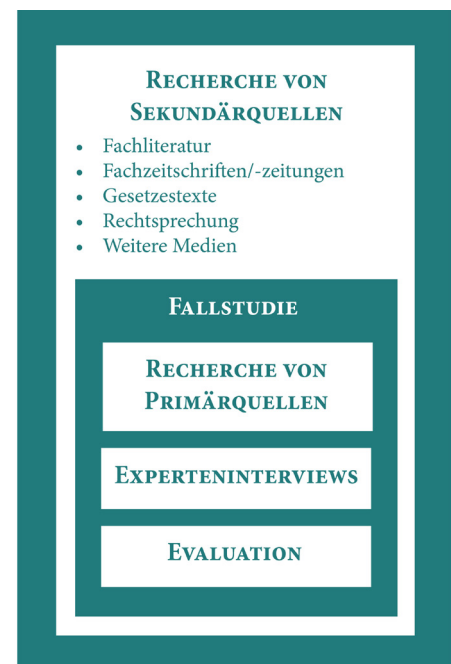 Recherche von
Sekundärquellen
• Fachliteratur
• Fachzeitschriften/-zeitungen
• Gesetzestexte
• Rechtsprechung
• Weitere Medien
Fallstudie
Recherche von
Primärquellen
Experteninterviews
Evaluation